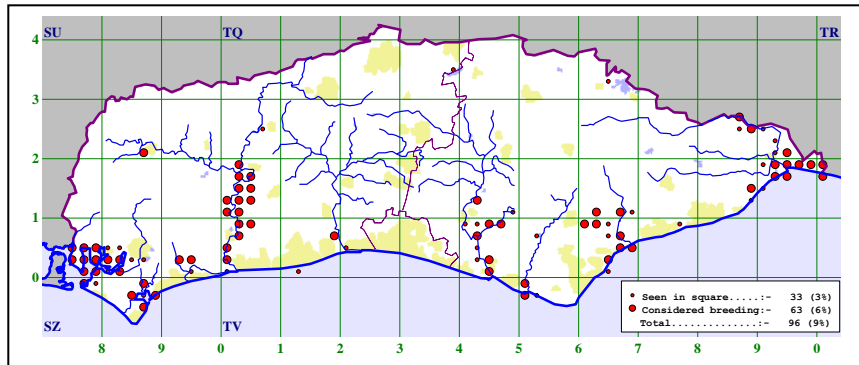 SU TQ TR
4
3
2
1
0
SZ TV
Seen in square.....:- 33 (3%)
Considered breeding:- 63 (6%)
Total..............:- 96 (9%)
8 9 0 1 2 3 4 5 6 7 8 9 0